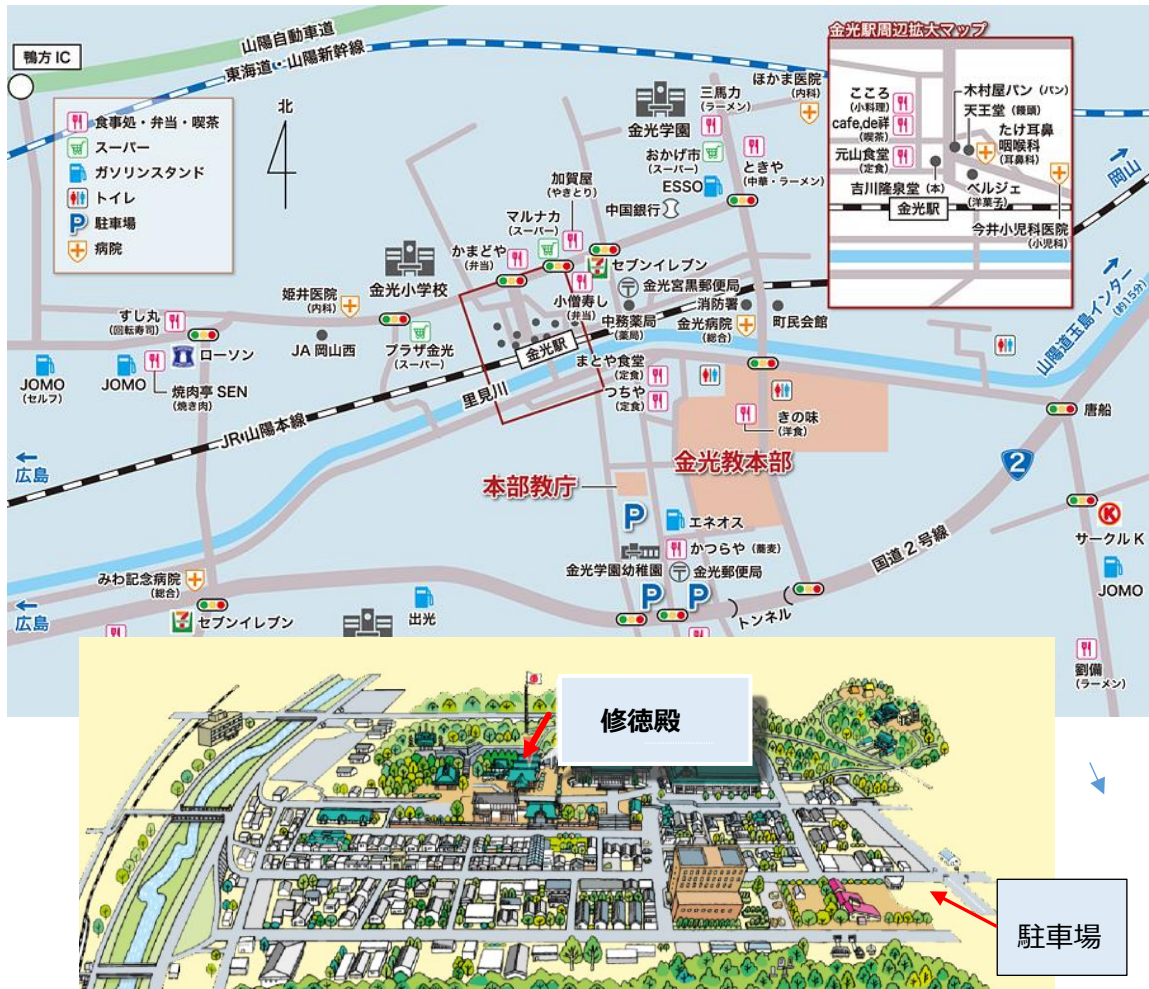 鴨方 IC
山陽自動車道
東海道・山陽新幹線
食事処・弁当・喫茶
スーパー
ガソリンスタンド
トイレ
P
駐車場
病院
北
金光学園
三馬力
(ラーメン)
ほかま医院
(内科)
おかげ市
(スーパー)
ESSO
ときや
(中華・ラーメン)
中国銀行
加賀屋
(やきとり)
マルナカ
(スーパー)
かまどや
(弁当)
セブンイレブン
金光小学校
小僧寿し
(弁当)
金光宮黒郵便局
消防署
中務薬局
(薬局)
金光病院
(総合)
町民会館
姫井医院
(内科)
JA 岡山西
プラザ金光
(スーパー)
金光駅
すし丸
(回転寿司)
ローソン
JOMO
(セルフ)
JOMO
焼肉亭 SEN
(焼き肉)
JR 山陽本線
里見川
まとや食堂
(定食)
つちや
(定食)
きの味
(洋食)
金光教本部
本部教庁
P
エネオス
かつらや (蕎麦)
金光学園幼稚園
金光郵便局
P
P
トンネル
国道2号線
2
唐船
山陽道玉島インター
(約15分)
岡山
K
サークル K
JOMO
劉備
(ラーメン)
広島
みわ記念病院
(総合)
広島
セブンイレブン
出光
金光駅周辺拡大マップ
こころ
(小料理)
cafe,de祥
(喫茶)
元山食堂
(定食)
吉川隆泉堂 (本)
金光駅
木村屋パン (パン)
天王堂 (饅頭)
たけ耳鼻
咽喉科
(耳鼻科)
ベルジェ
(洋菓子)
今井小児科医院
(小児科)
修徳殿
駐車場